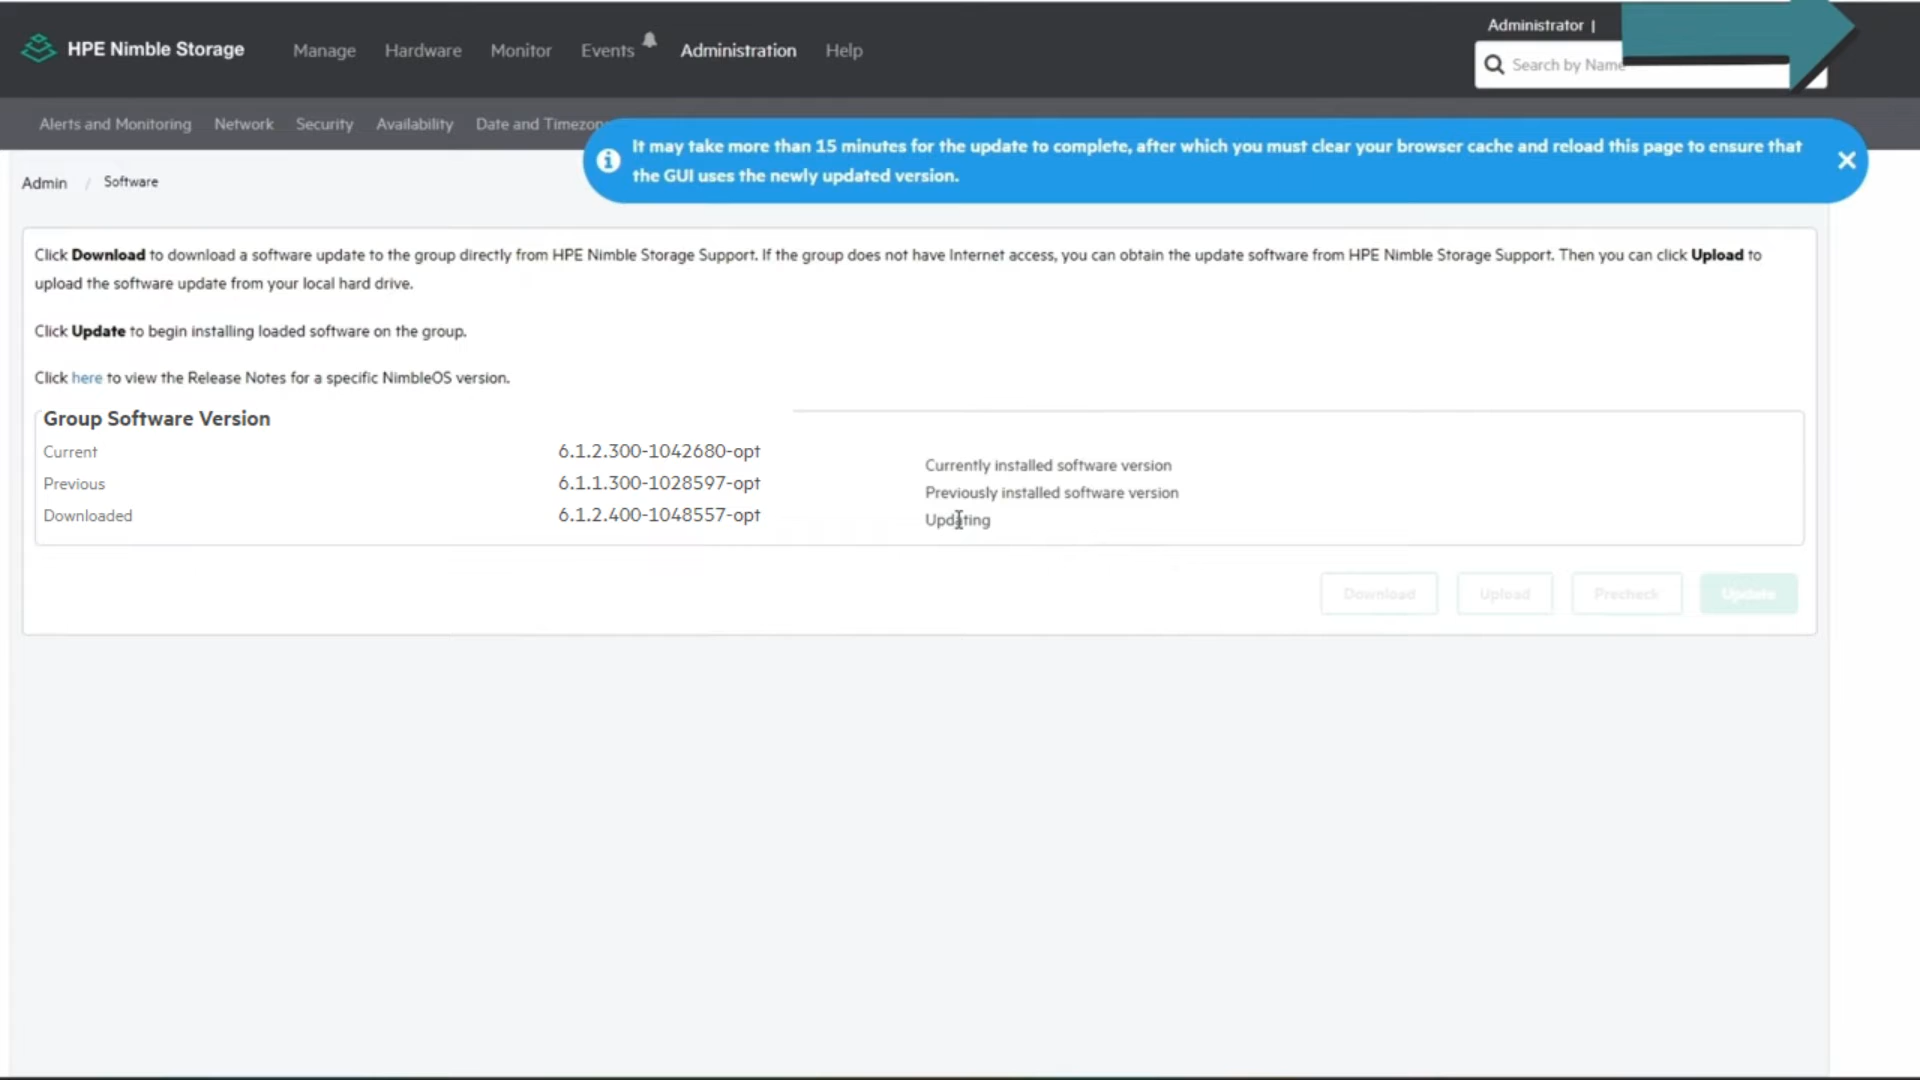 HPE Nimble Storage Manage Hardware Monitor Events Administration Help
Administrator |
Search by Name
Alerts and Monitoring Network Security Availability Date and Timezon
It may take more than 15 minutes for the update to complete, after which you must clear your browser cache and reload this page to ensure that
the GUI uses the newly updated version.
Admin / Software
Click Download to download a software update to the group directly from HPE Nimble Storage Support. If the group does not have Internet access, you can obtain the update software from HPE Nimble Storage Support. Then you can click Upload to
upload the software update from your local hard drive.
Click Update to begin installing loaded software on the group.
Click here to view the Release Notes for a specific NimbleOS version.
Group Software Version
Current 6.1.2.300-1042680-opt Currently installed software version
Previous 6.1.1.300-1028597-opt Previously installed software version
Downloaded 6.1.2.400-1048557-opt Updating
Download Upload Precheck Update